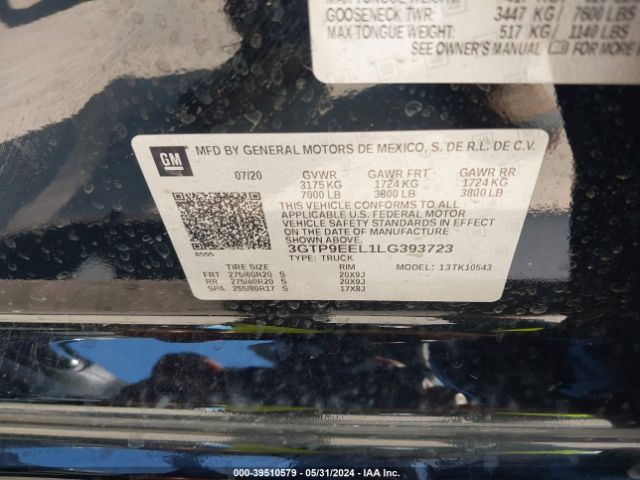 GOOSENECK TWR: 3447 KG / 7600 LBS
MAX TONGUE WEIGHT: 517 KG / 1140 LBS
SEE OWNER'S MANUAL FOR MORE
GM
MFD BY GENERAL MOTORS DE MEXICO, S. DE R.L. DE C.V.
07/20 GVWR GAWR FRT GAWR RR
3175 KG 1724 KG 1724 KG
7000 LB 3800 LB 3800 LB
THIS VEHICLE CONFORMS TO ALL
APPLICABLE U.S. FEDERAL MOTOR
VEHICLE SAFETY STANDARDS IN EFFECT
ON THE DATE OF MANUFACTURE SHOWN ABOVE.
3GTP9EEL1LG393723
TYPE: TRUCK MODEL: 13TK10543
TIRE SIZE RIM
FRT 275/60R20 S 20X9J
RR 275/60R20 S 20X9J
SPA 255/80R17 S 17X8J
000-39510579 - 05/31/2024 - IAA Inc.